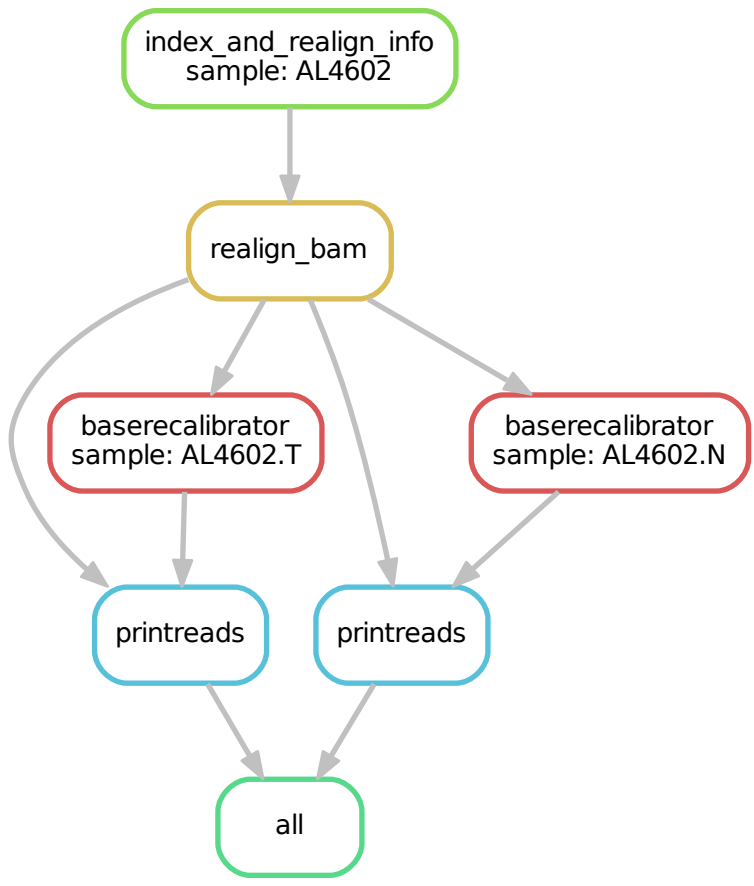 index_and_realign_info
sample: AL4602
realign_bam
baserecalibrator
sample: AL4602.T
baserecalibrator
sample: AL4602.N
printreads
printreads
all